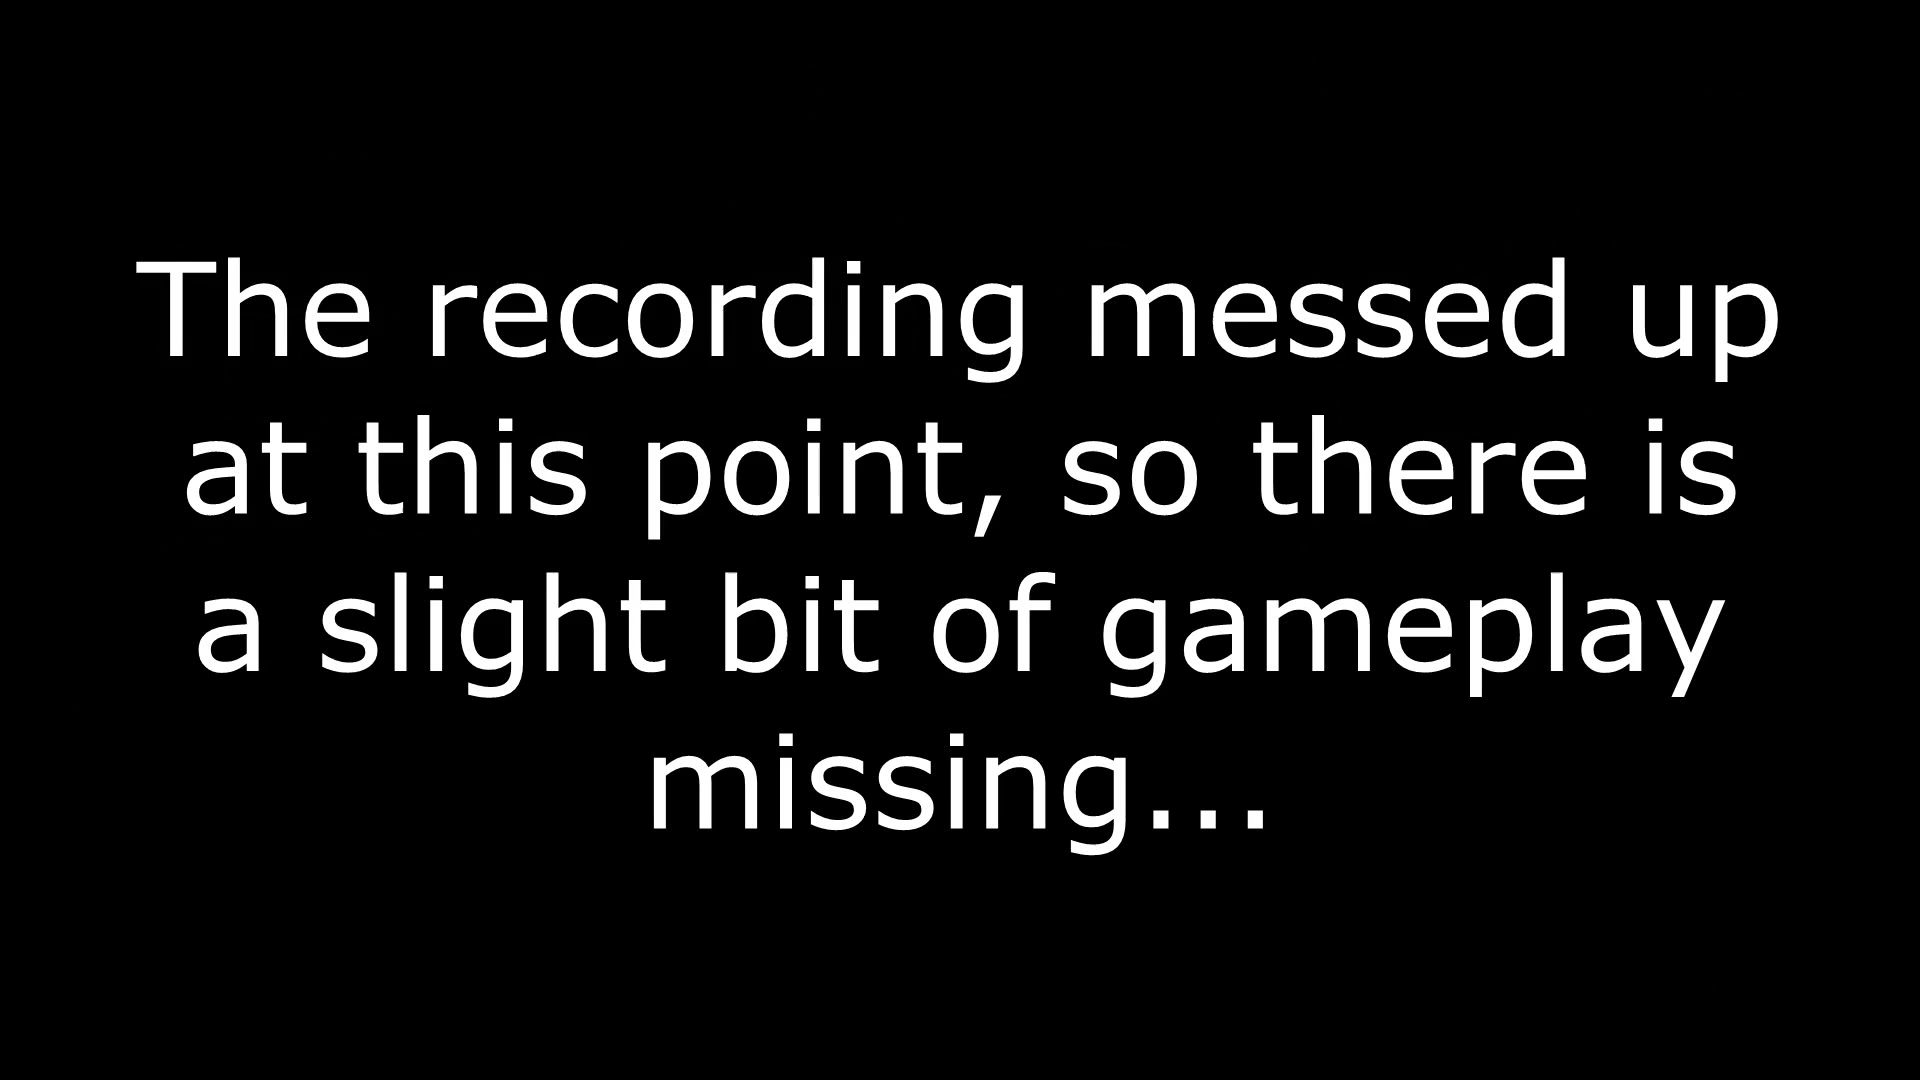 The recording messed up
at this point, so there is
a slight bit of gameplay
missing...